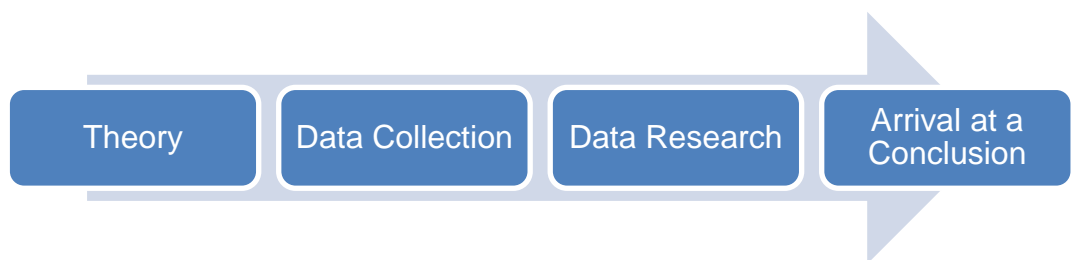 Theory
Data Collection
Data Research
Arrival at a
Conclusion